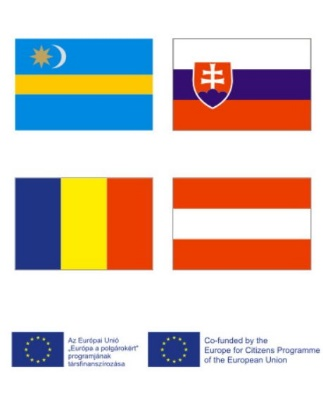 Az Európai Unió
„Európa a polgárokért"
programjának
társfinanszírozása
Co-funded by the
Europe for Citizens Programme
of the European Union